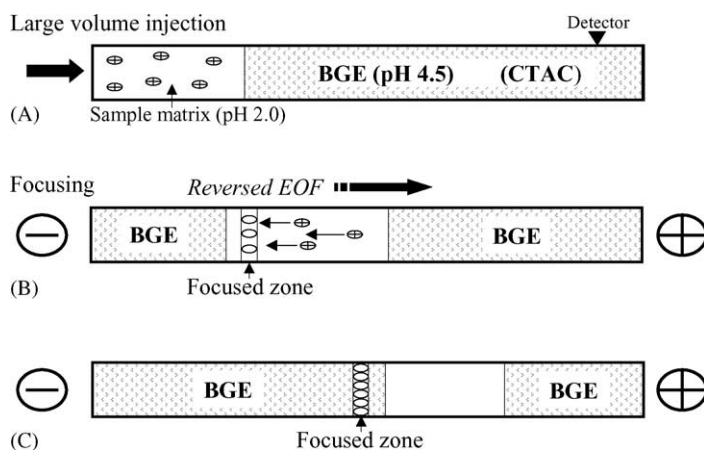 Large volume injection
Detector
BGE (pH 4.5) (CTAC)
(A)
Sample matrix (pH 2.0)
Focusing
Reversed EOF
BGE
BGE
(B)
Focused zone
BGE
BGE
(C)
Focused zone